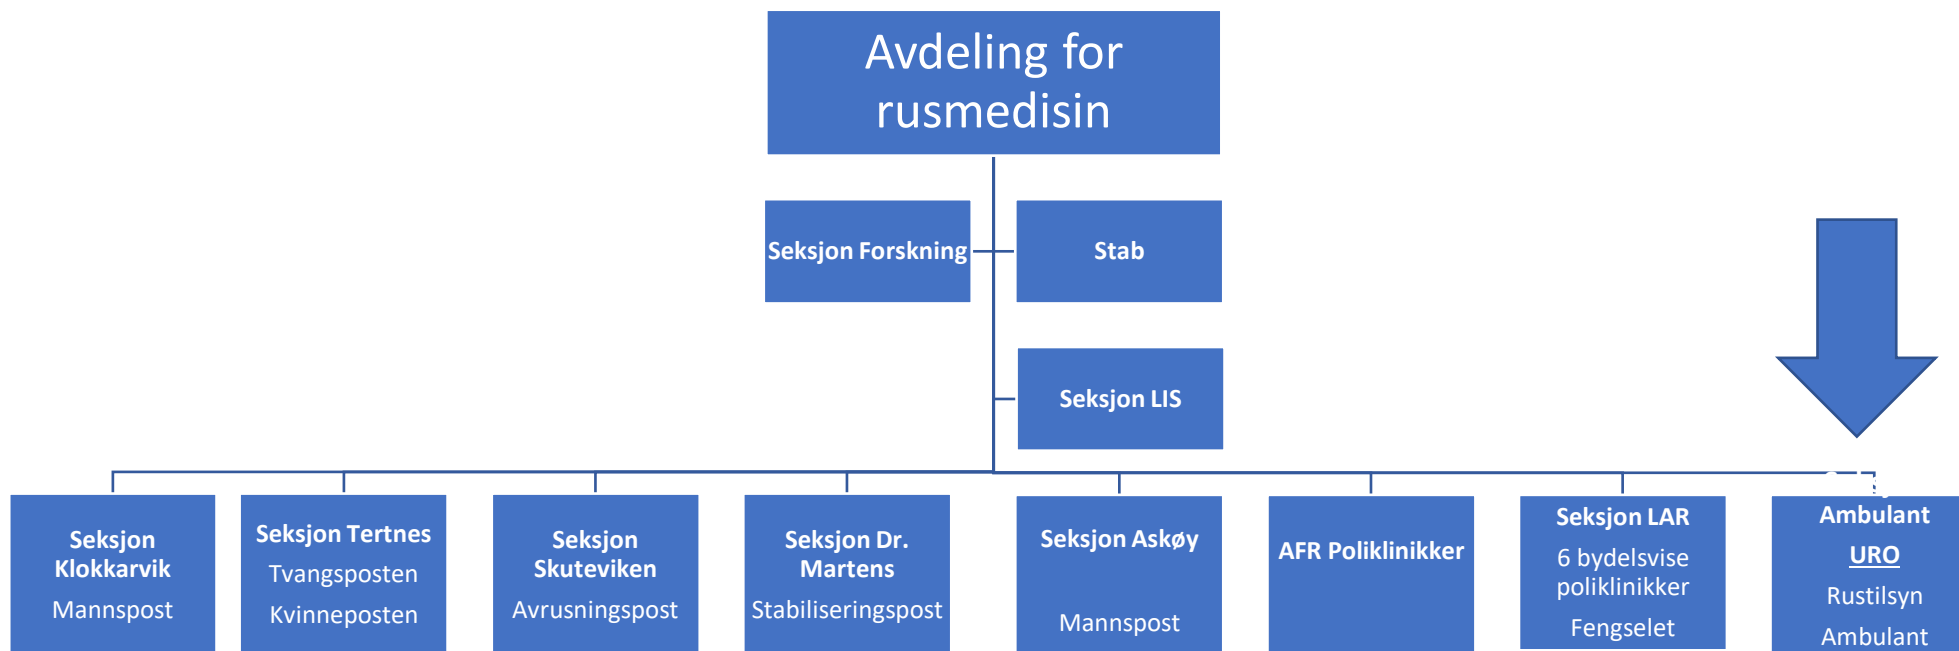 Avdeling for
rusmedisin
Seksjon Forskning
Stab
Seksjon LIS
Seksjon
Klokkarvik
Mannspost
Seksjon Tertnes
Tvangsposten
Kvinneposten
Seksjon
Skuteviken
Avrusningspost
Seksjon Dr.
Martens
Stabiliseringspost
Seksjon Askøy
Mannspost
AFR Poliklinikker
Seksjon LAR
6 bydelsvise
poliklinikker
Fengselet
Ambulant
URO
Rustilsyn
Ambulant